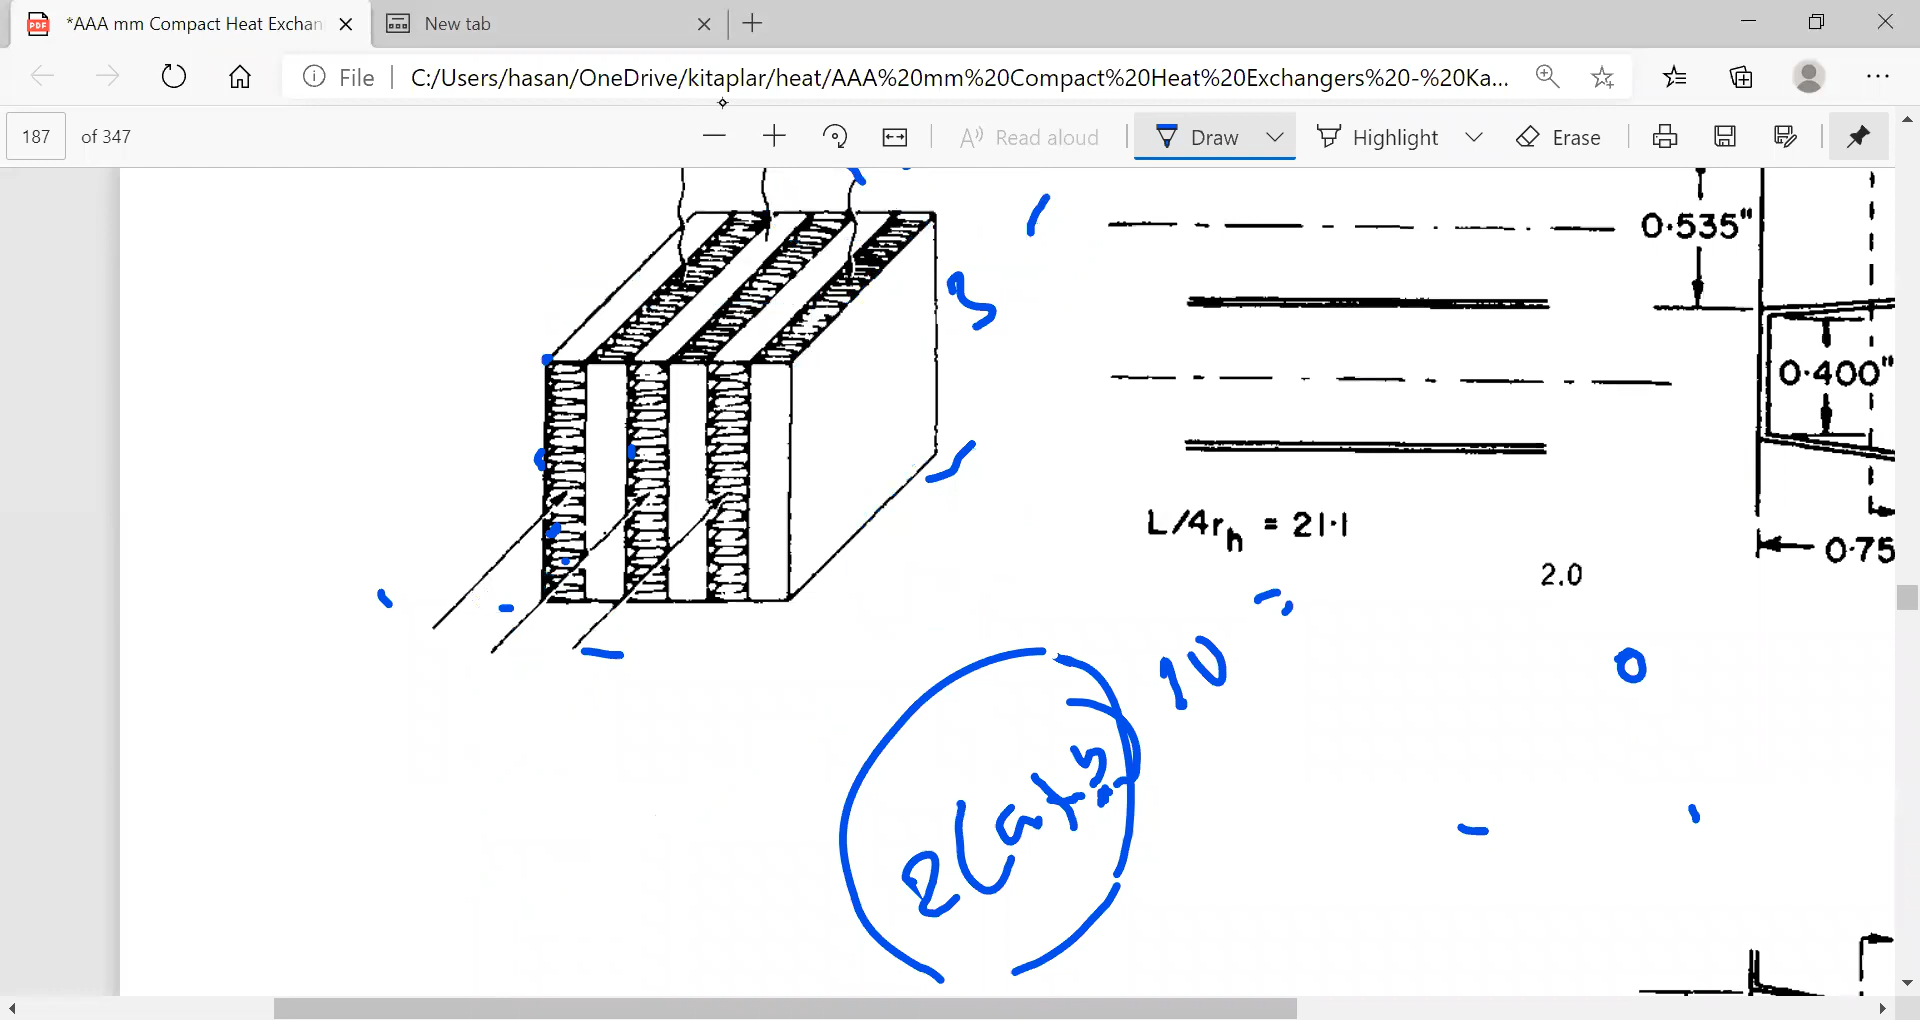 *AAA mm Compact Heat Exchan
New tab
File
C:/Users/hasan/OneDrive/kitaplar/heat/AAA%20mm%20Compact%20Heat%20Exchangers%20-%20Ka...
187 of 347
Read aloud
Draw
Highlight
Erase
0.535"
0.400"
L/4rh = 21.1
0.75
2.0
10